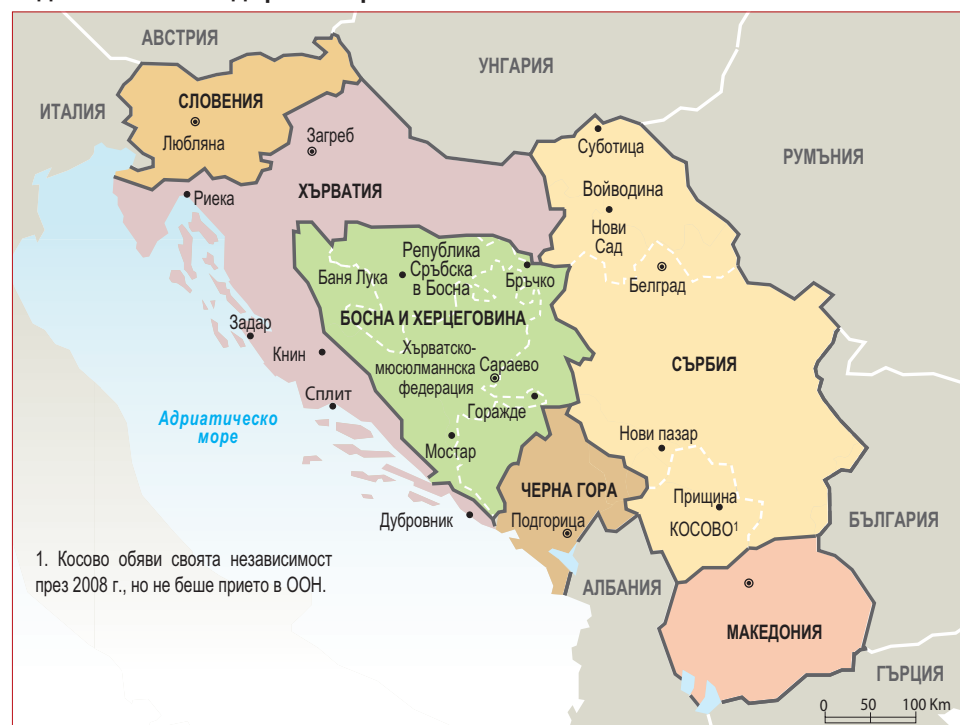 АВСТРИЯ
УНГАРИЯ
ИТАЛИЯ
СЛОВЕНИЯ
Любляна
Загреб
Суботица
РУМЪНИЯ
ХЪРВАТИЯ
Риека
Войводина
Нови
Сад
Република
Сръбска
в Босна
Баня Лука
Бръчко
Белград
БОСНА И ХЕРЦЕГОВИНА
Задар
Книн
Хърватско-
мюсюлманнска
федерация
Сараево
СЪРБИЯ
Сплит
Горажде
Адриатическо
море
Мостар
Нови пазар
ЧЕРНА ГОРА
Прищина
КОСОВО¹
Дубровник
Подгорица
БЪЛГАРИЯ
1. Косово обяви своята независимост
през 2008 г., но не беше прието в ООН.
АЛБАНИЯ
МАКЕДОНИЯ
ГЪРЦИЯ
0 50 100 Km